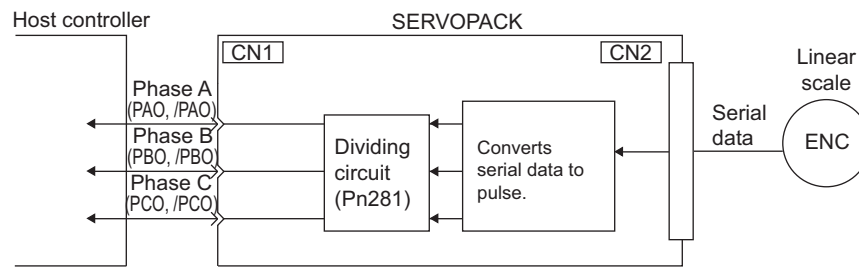 Host controller
SERVOPACK
CN1
CN2
Linear
scale
Phase A
(PAO, /PAO)
Phase B
(PBO, /PBO)
Phase C
(PCO, /PCO)
Dividing
circuit
(Pn281)
Converts
serial data to
pulse.
Serial
data
ENC